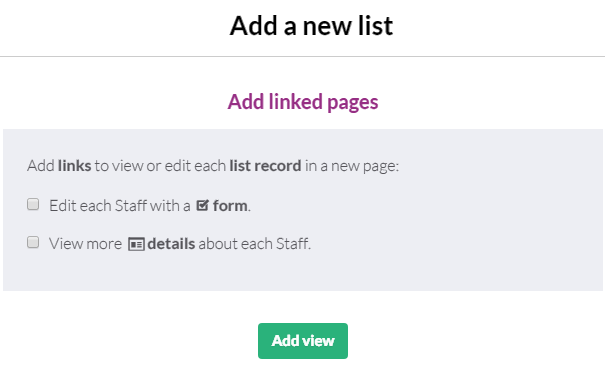 Add a new list
Add linked pages
Add links to view or edit each list record in a new page:
Edit each Staff with a form.
View more details about each Staff.
Add view